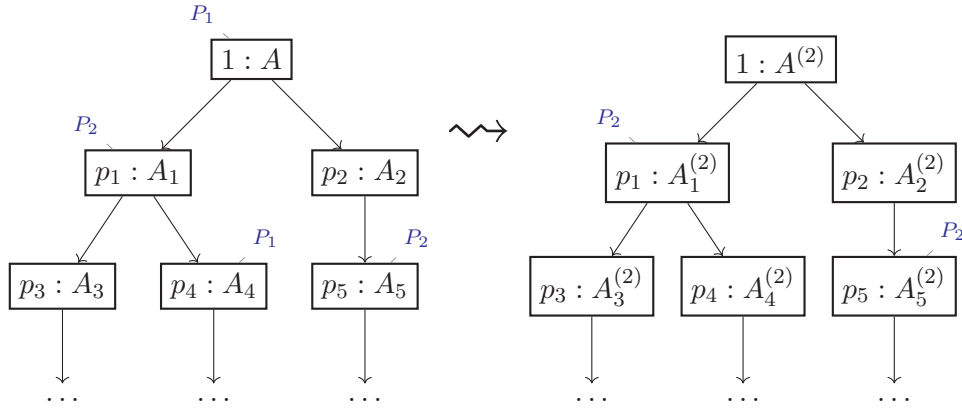 P₁
1 : A    1 : A⁽²⁾
P₂    P₂
p₁ : A₁    p₂ : A₂    p₁ : A₁⁽²⁾    p₂ : A₂⁽²⁾
P₁    P₂    P₂
p₃ : A₃    p₄ : A₄    p₅ : A₅    p₃ : A₃⁽²⁾    p₄ : A₄⁽²⁾    p₅ : A₅⁽²⁾
...    ...    ...    ...    ...    ...